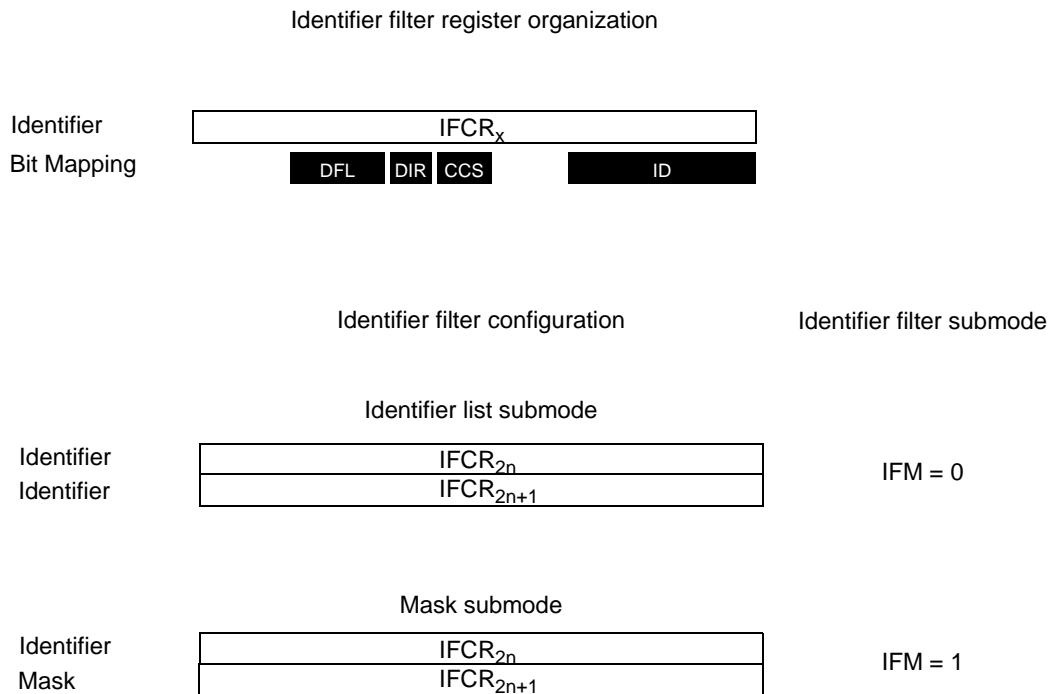 Identifier filter register organization
Identifier IFCRx
Bit Mapping DFL DIR CCS ID
Identifier filter configuration Identifier filter submode
Identifier list submode
Identifier IFCR2n
Identifier IFCR2n+1
IFM = 0
Mask submode
Identifier IFCR2n
Mask IFCR2n+1
IFM = 1